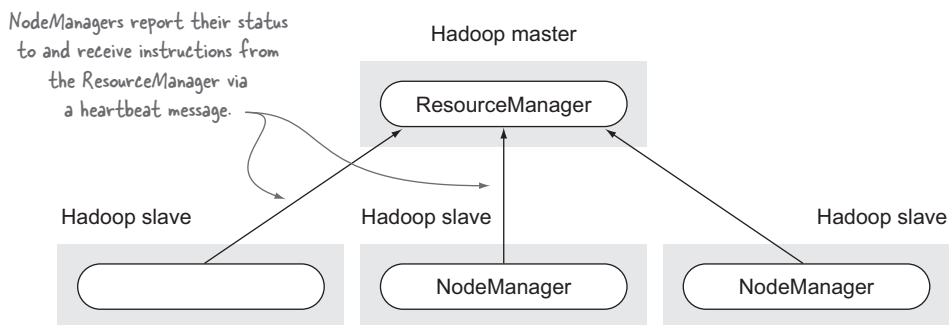 NodeManagers report their status
to and receive instructions from
the ResourceManager via
a heartbeat message.
Hadoop master
ResourceManager
Hadoop slave
Hadoop slave
Hadoop slave
NodeManager
NodeManager